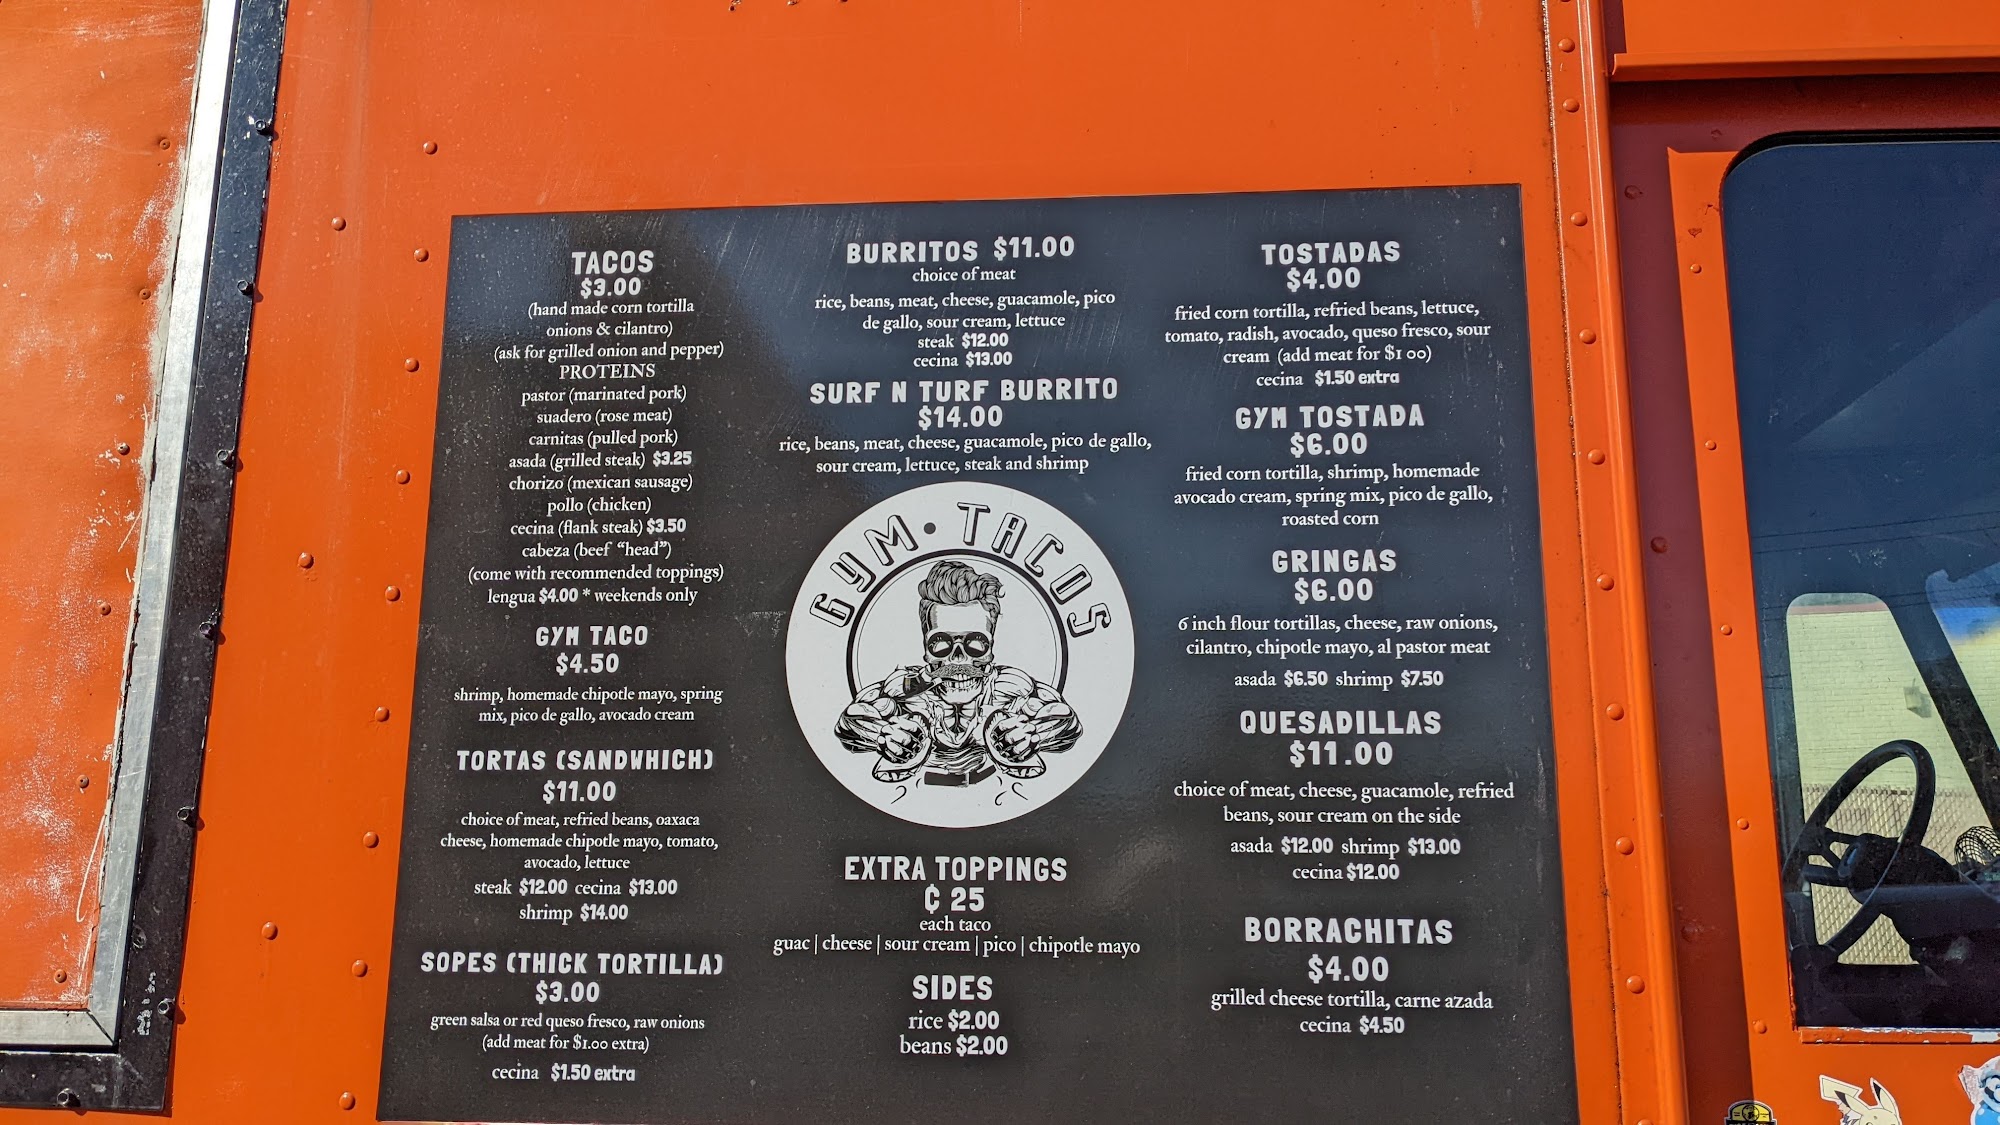 TACOS
$3.00
(hand made corn tortilla
onions & cilantro)
(ask for grilled onion and pepper)
PROTEINS
pastor (marinated pork)
suadero (rose meat)
carnitas (pulled pork)
asada (grilled steak) $3.25
chorizo (mexican sausage)
pollo (chicken)
cecina (flank steak) $3.50
cabeza (beef "head")
(come with recommended toppings)
lengua $4.00 * weekends only
GYM TACO
$4.50
shrimp, homemade chipotle mayo, spring
mix, pico de gallo, avocado cream
TORTAS (SANDWHICH)
$11.00
choice of meat, refried beans, oaxaca
cheese, homemade chipotle mayo, tomato,
avocado, lettuce
steak $12.00 cecina $13.00
shrimp $14.00
SOPES (THICK TORTILLA)
$3.00
green salsa or red queso fresco, raw onions
(add meat for $1.00 extra)
cecina $1.50 extra
BURRITOS $11.00
choice of meat
rice, beans, meat, cheese, guacamole, pico
de gallo, sour cream, lettuce
steak $12.00
cecina $13.00
SURF N TURF BURRITO
$14.00
rice, beans, meat, cheese, guacamole, pico de gallo,
sour cream, lettuce, steak and shrimp
GYM • TACOS
EXTRA TOPPINGS
₵ 25
each taco
guac | cheese | sour cream | pico | chipotle mayo
SIDES
rice $2.00
beans $2.00
TOSTADAS
$4.00
fried corn tortilla, refried beans, lettuce,
tomato, radish, avocado, queso fresco, sour
cream (add meat for $1 00)
cecina $1.50 extra
GYM TOSTADA
$6.00
fried corn tortilla, shrimp, homemade
avocado cream, spring mix, pico de gallo,
roasted corn
GRINGAS
$6.00
6 inch flour tortillas, cheese, raw onions,
cilantro, chipotle mayo, al pastor meat
asada $6.50 shrimp $7.50
QUESADILLAS
$11.00
choice of meat, cheese, guacamole, refried
beans, sour cream on the side
asada $12.00 shrimp $13.00
cecina $12.00
BORRACHITAS
$4.00
grilled cheese tortilla, carne azada
cecina $4.50